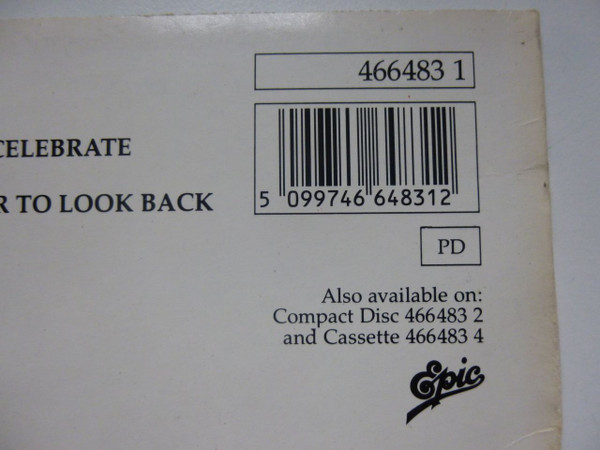 466483 1
CELEBRATE
R TO LOOK BACK
5 099746 648312
PD
Also available on:
Compact Disc 466483 2
and Cassette 466483 4
Epic